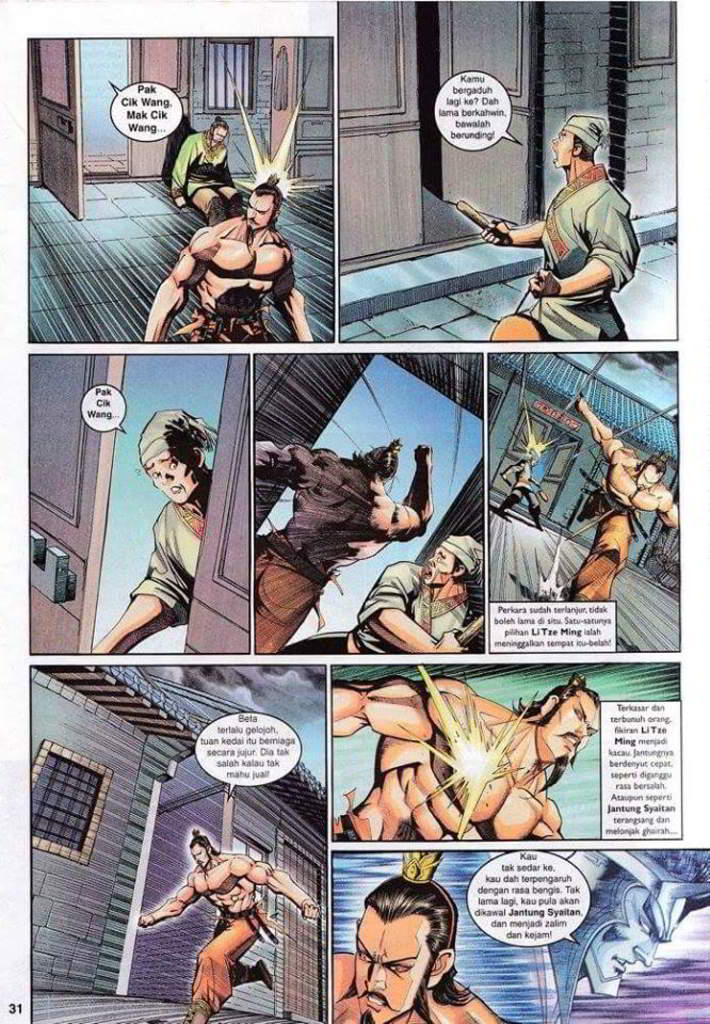 Pak
Cik Wang,
Mak Cik
Wang...
Kamu
bergaduh
lagi ke? Dah
lama berkahwin,
bawalah
berunding!
Pak
Cik
Wang...
Perkara sudah terlanjur, tidak
boleh lama di situ. Satu-satunya
pilihan Li Tze Ming ialah
meninggalkan tempat itu-belah!
Beta
terlalu gelojoh,
tuan kedai itu berniaga
secara jujur. Dia tak
salah kalau tak
mahu jual!
Terkasar dan
terbunuh orang,
fikiran Li Tze
Ming menjadi
kacau. Jantungnya
berdenyut cepat,
seperti diganggu
rasa bersalah.
Ataupun seperti
Jantung Syaitan
terangsang dan
melonjak ghairah...
Kau
tak sedar ke,
kau dah terpengaruh
dengan rasa bengis. Tak
lama lagi, kau pula akan
dikawal Jantung Syaitan,
dan menjadi zalim
dan kejam!
31